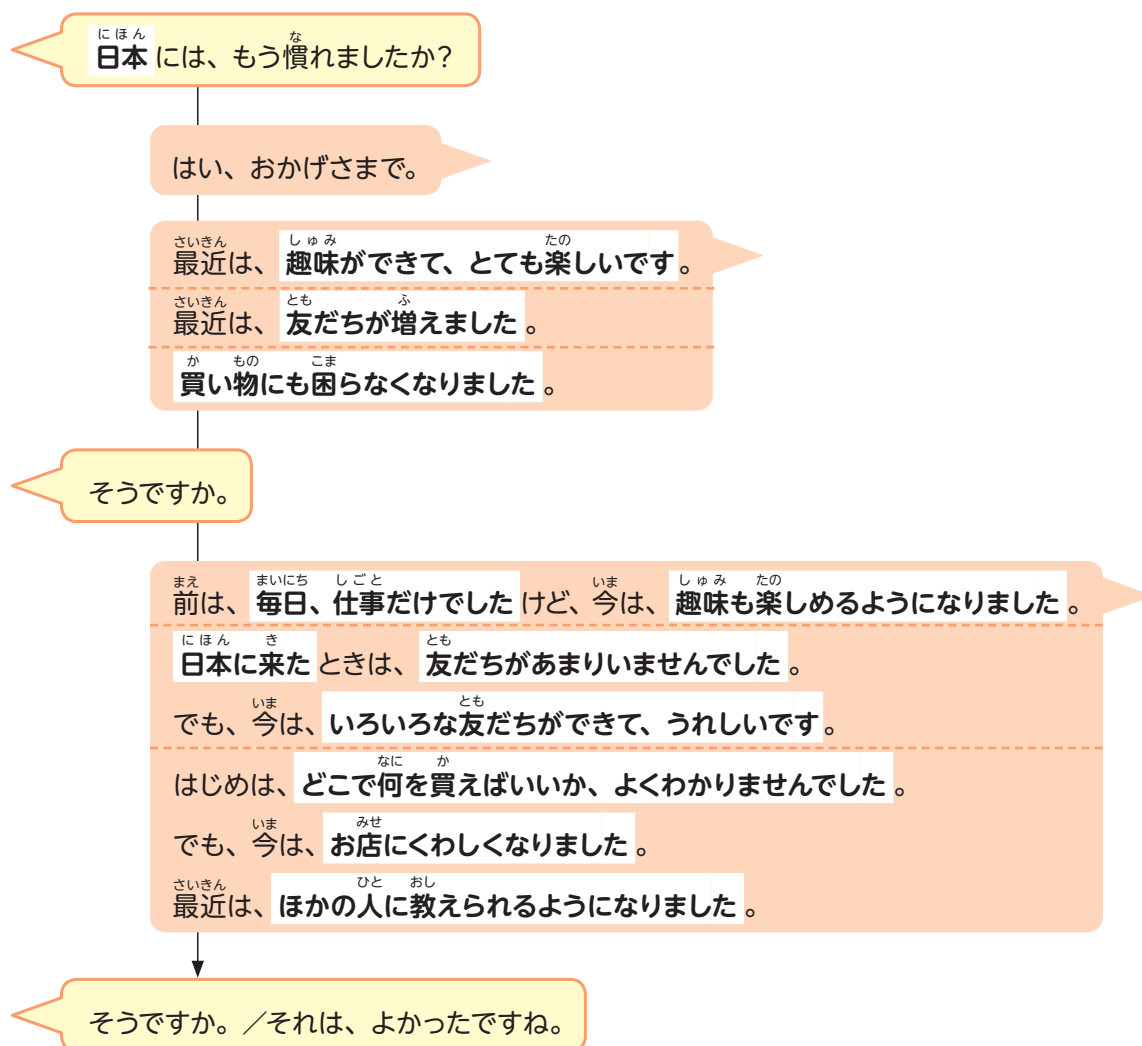 日本には、もう慣れましたか?
はい、おかげさまで。
最近は、趣味ができて、とても楽しいです。
最近は、友だちが増えました。
買い物にも困らなくなりました。
そうですか。
前は、毎日、仕事だけでしたけど、今は、趣味も楽しめるようになりました。
日本に来たときは、友だちがあまりいませんでした。
でも、今は、いろいろな友だちができて、うれしいです。
はじめは、どこで何を買えばいいか、よくわかりませんでした。
でも、今は、お店にくわしくなりました。
最近は、ほかの人に教えられるようになりました。
そうですか。/それは、よかったですね。